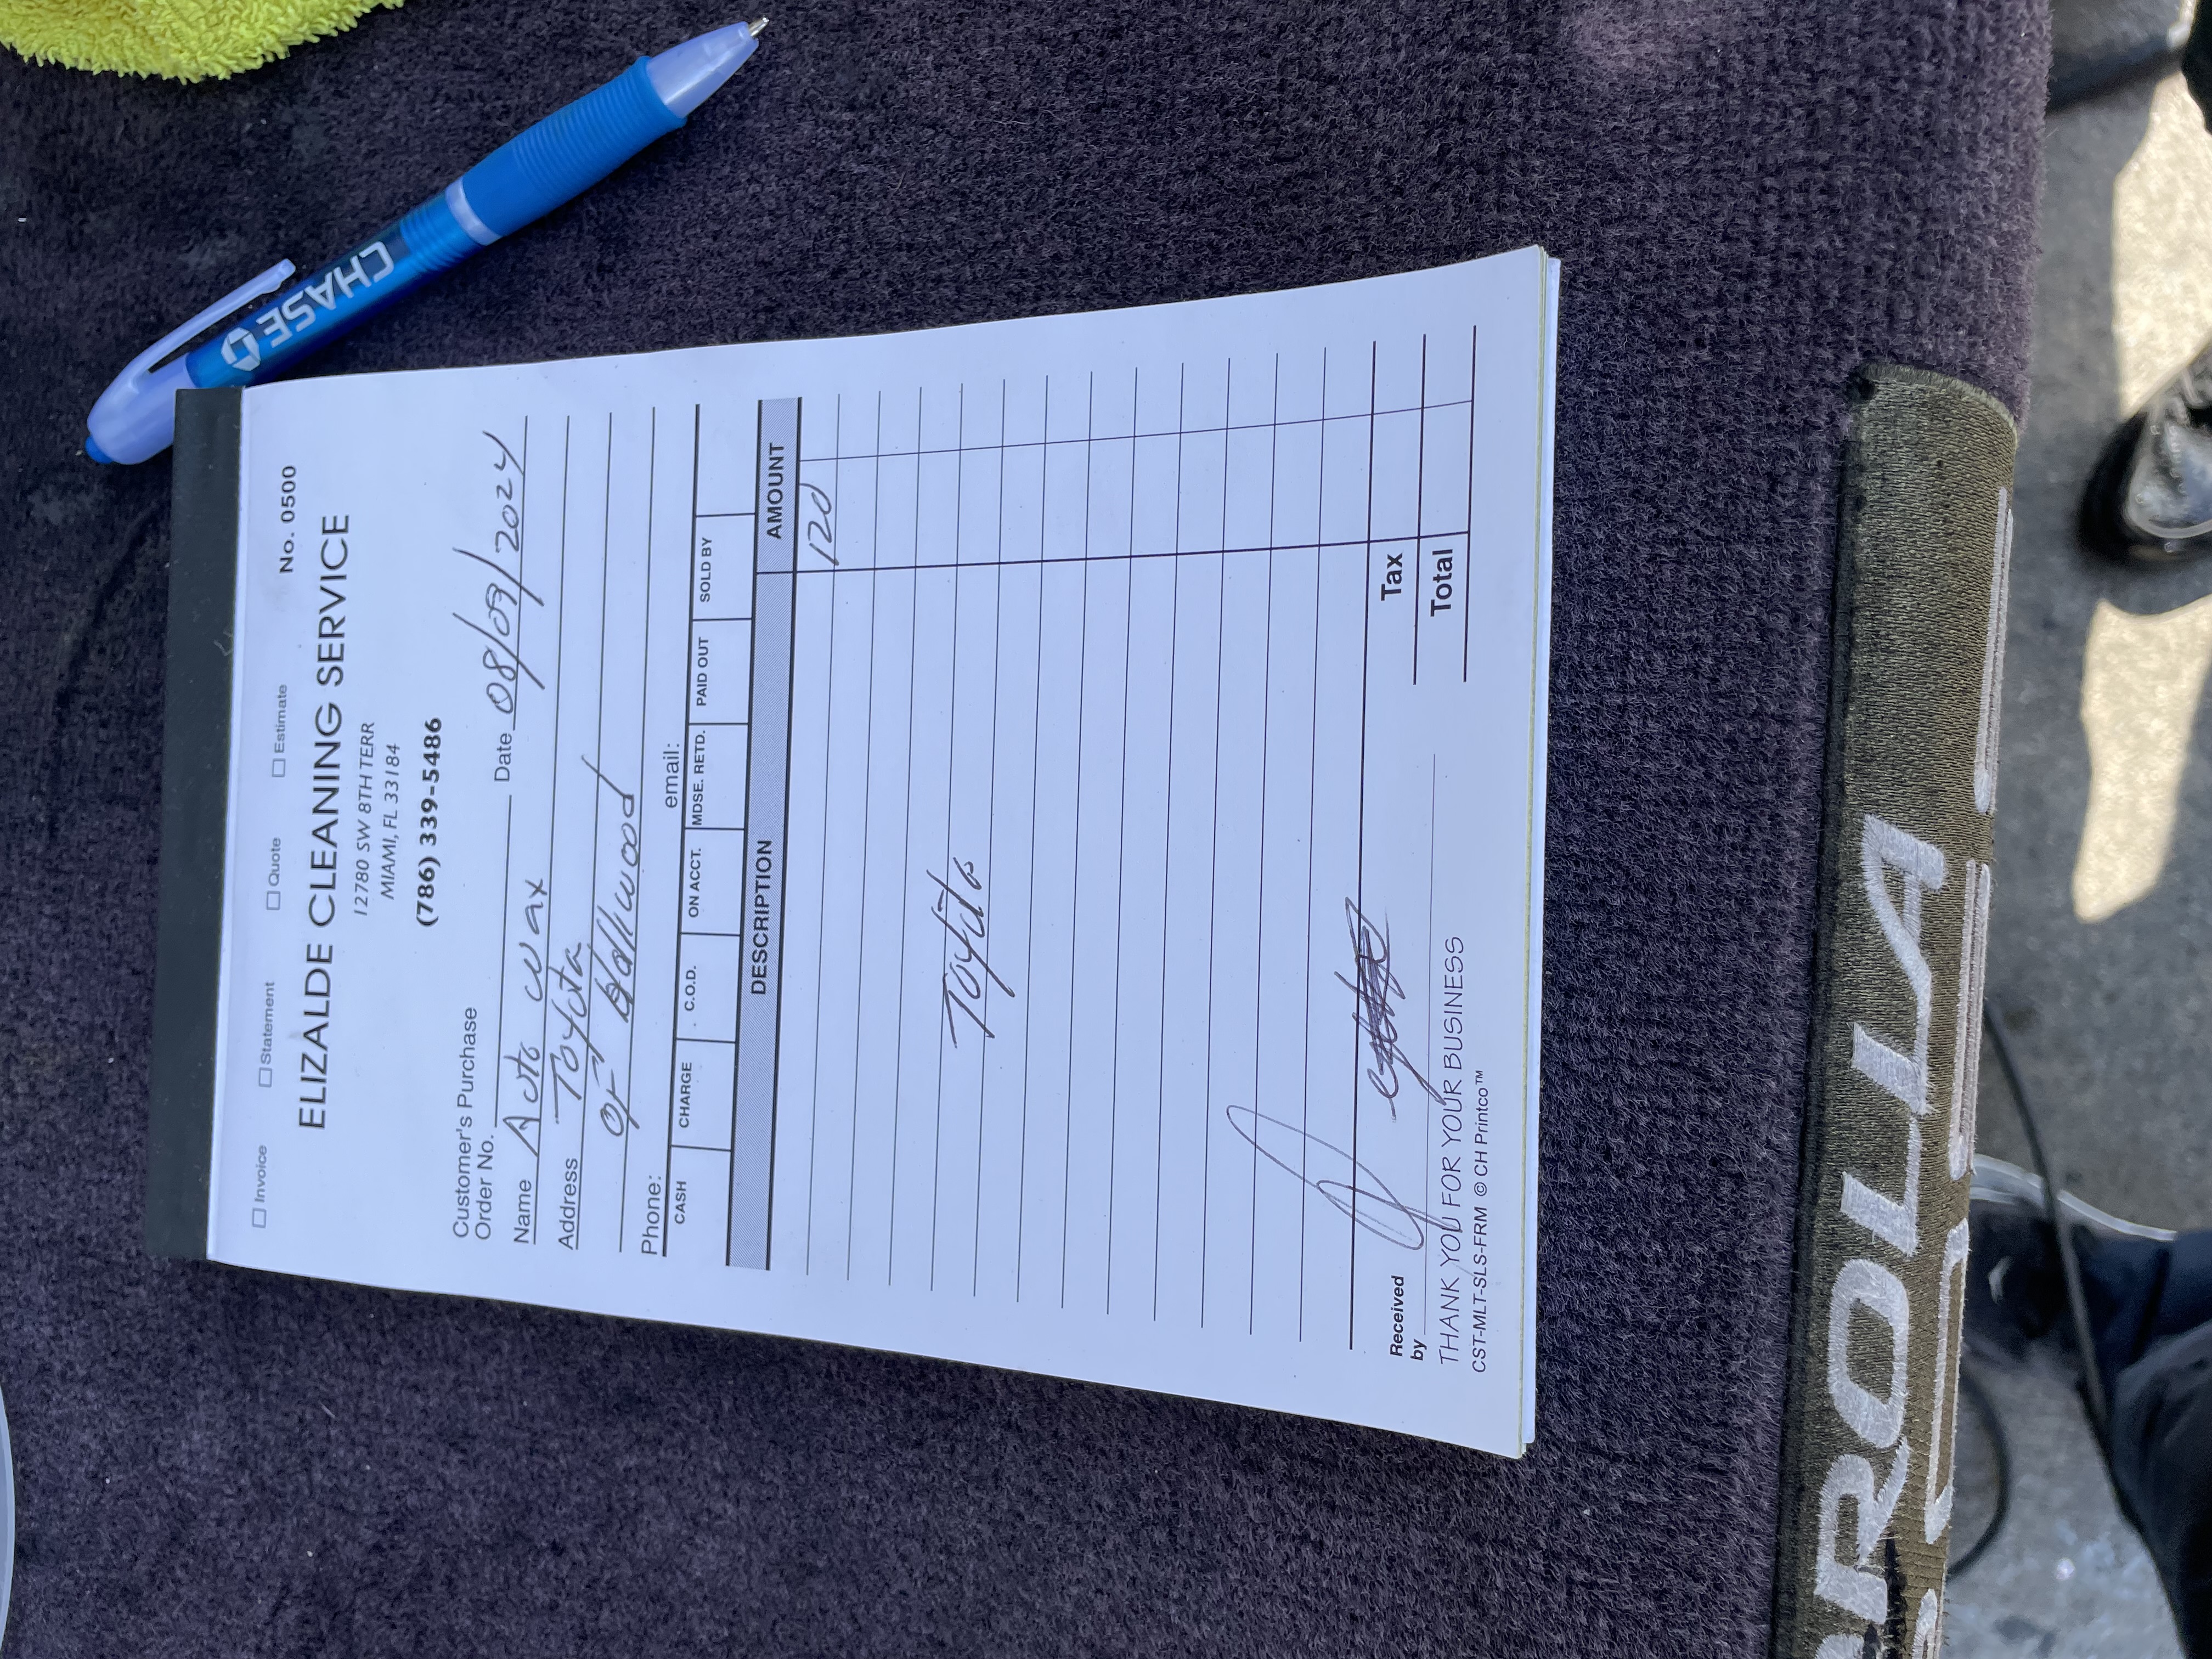 ☐ Invoice ☐ Statement ☐ Quote ☐ Estimate
No. 0500
ELIZALDE CLEANING SERVICE
12780 SW 8TH TERR
MIAMI, FL 33184
(786) 339-5486
Customer's Purchase
Order No. Date 08/03/2024
Name Auto wax
Address Toyota
of
Phone: email:
CASH CHARGE C.O.D. ON ACCT. MDSE. RETD. PAID OUT SOLD BY
DESCRIPTION AMOUNT
120
Toyota
Tax
Received
by
Total
THANK YOU FOR YOUR BUSINESS
CST-MLT-SLS-FRM © CH Printco™
CHASE
ROLLA